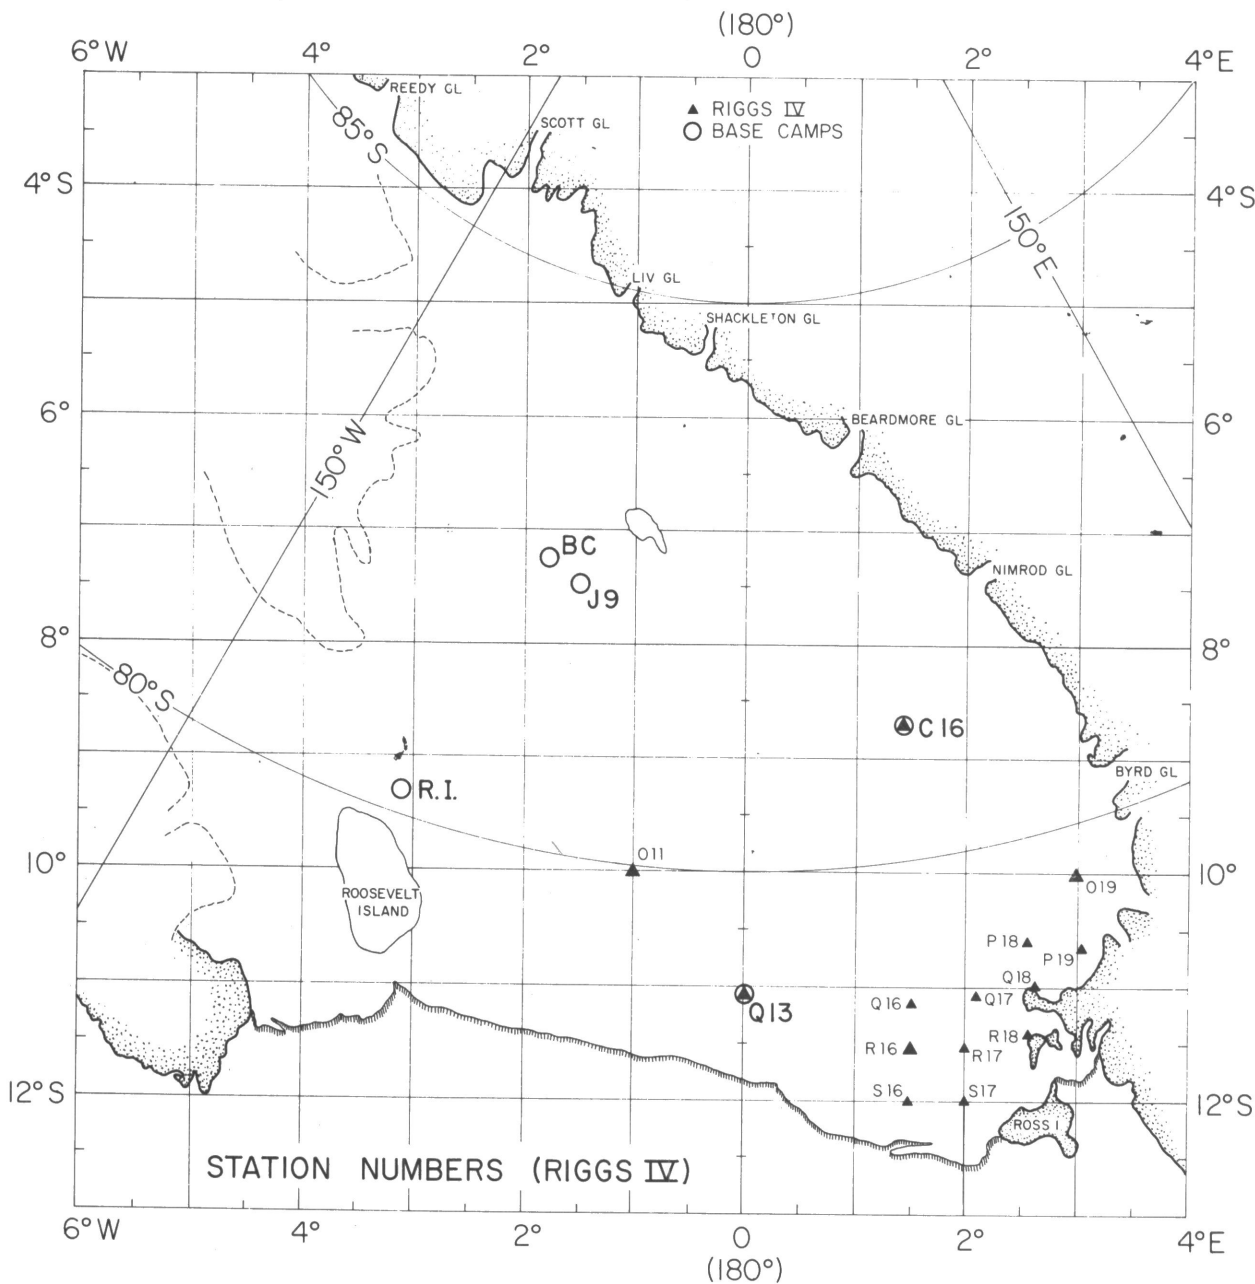 (180°)
6°W 4° 2° 0 2° 4°E
REEDY GL
▲ RIGGS IV
○ BASE CAMPS
SCOTT GL
85°S
4°S
4°S
150°E
LIV GL
SHACKLETON GL
6°
6°
BEARDMORE GL
150°W
BC
J9
NIMROD GL
8°
8°
80°S
C16
BYRD GL
R.I.
O11
10°
10°
O19
ROOSEVELT
ISLAND
P18
P19
Q18
Q16
Q17
Q13
R18
R16
R17
S16
S17
12°S
12°S
ROSS I
STATION NUMBERS (RIGGS IV)
6°W 4° 2° 0 2° 4°E
(180°)